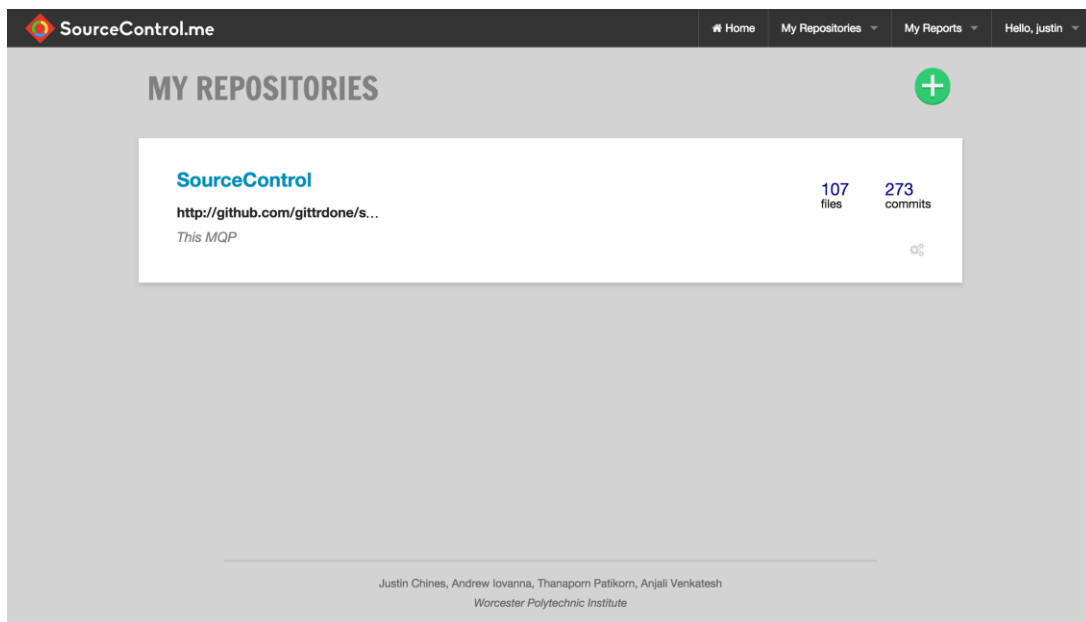 SourceControl.me
Home My Repositories My Reports Hello, justin
MY REPOSITORIES
SourceControl
http://github.com/gittrdone/s...
This MQP
107 273
files commits
Justin Chines, Andrew Iovanna, Thanaporn Patikorn, Anjali Venkatesh
Worcester Polytechnic Institute